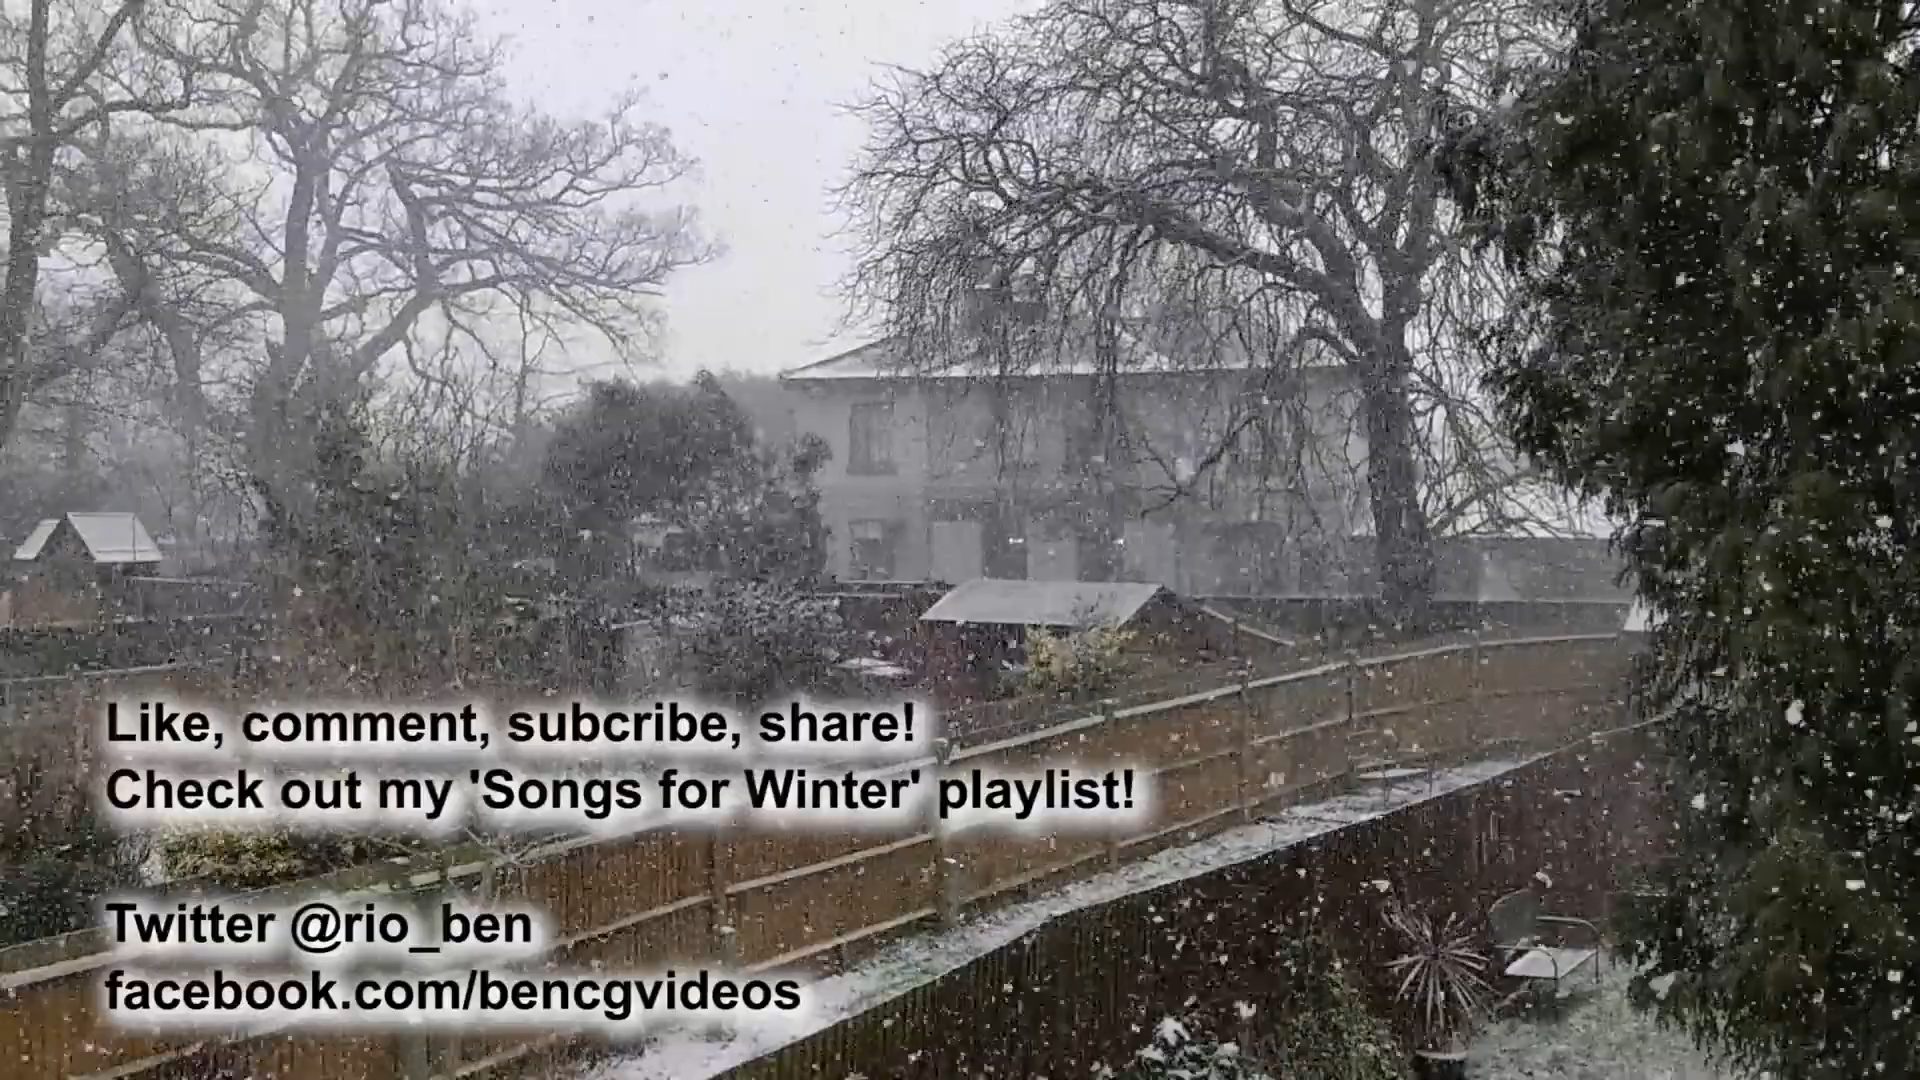 Like, comment, subcribe, share!
Check out my 'Songs for Winter' playlist!
Twitter @rio_ben
facebook.com/bencgvideos